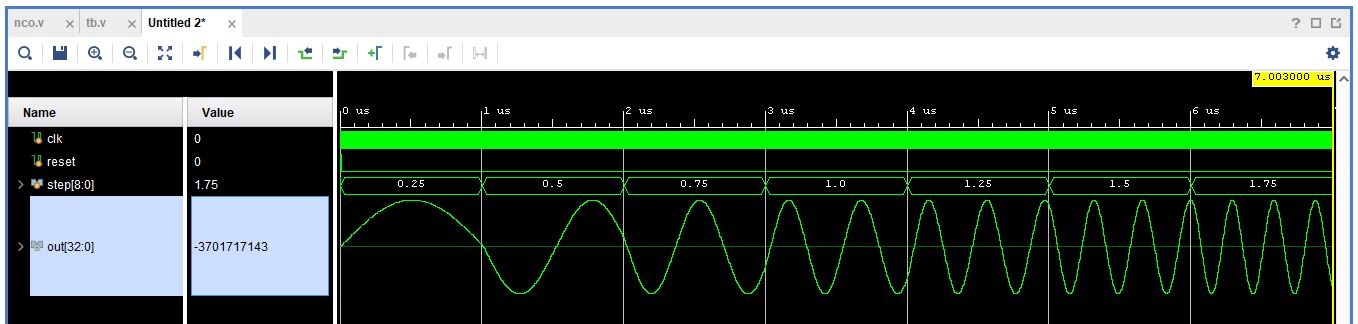 nco.v × tb.v × Untitled 2* ×
?
7.003000 us
Name Value
0 us 1 us 2 us 3 us 4 us 5 us 6 us
clk 0
reset 0
step[8:0] 1.75 0.25 0.5 0.75 1.0 1.25 1.5 1.75
out[32:0] -3701717143